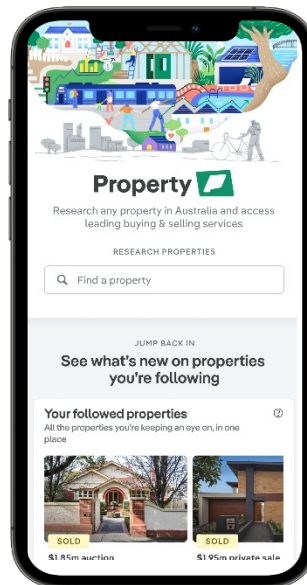 Property
Research any property in Australia and access
leading buying & selling services
RESEARCH PROPERTIES
Find a property
JUMP BACK IN
See what's new on properties
you're following
Your followed properties
All the properties you're keeping an eye on, in one
place
SOLD
SOLD
$1.85m auction
$1.95m private sale